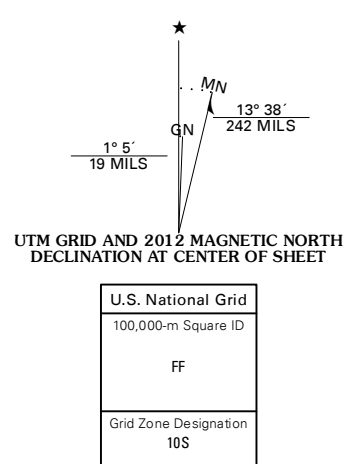 ★
MN
GN
13° 38´
242 MILS
1° 5´
19 MILS
UTM GRID AND 2012 MAGNETIC NORTH
DECLINATION AT CENTER OF SHEET
U.S. National Grid
100,000-m Square ID
FF
Grid Zone Designation
10S